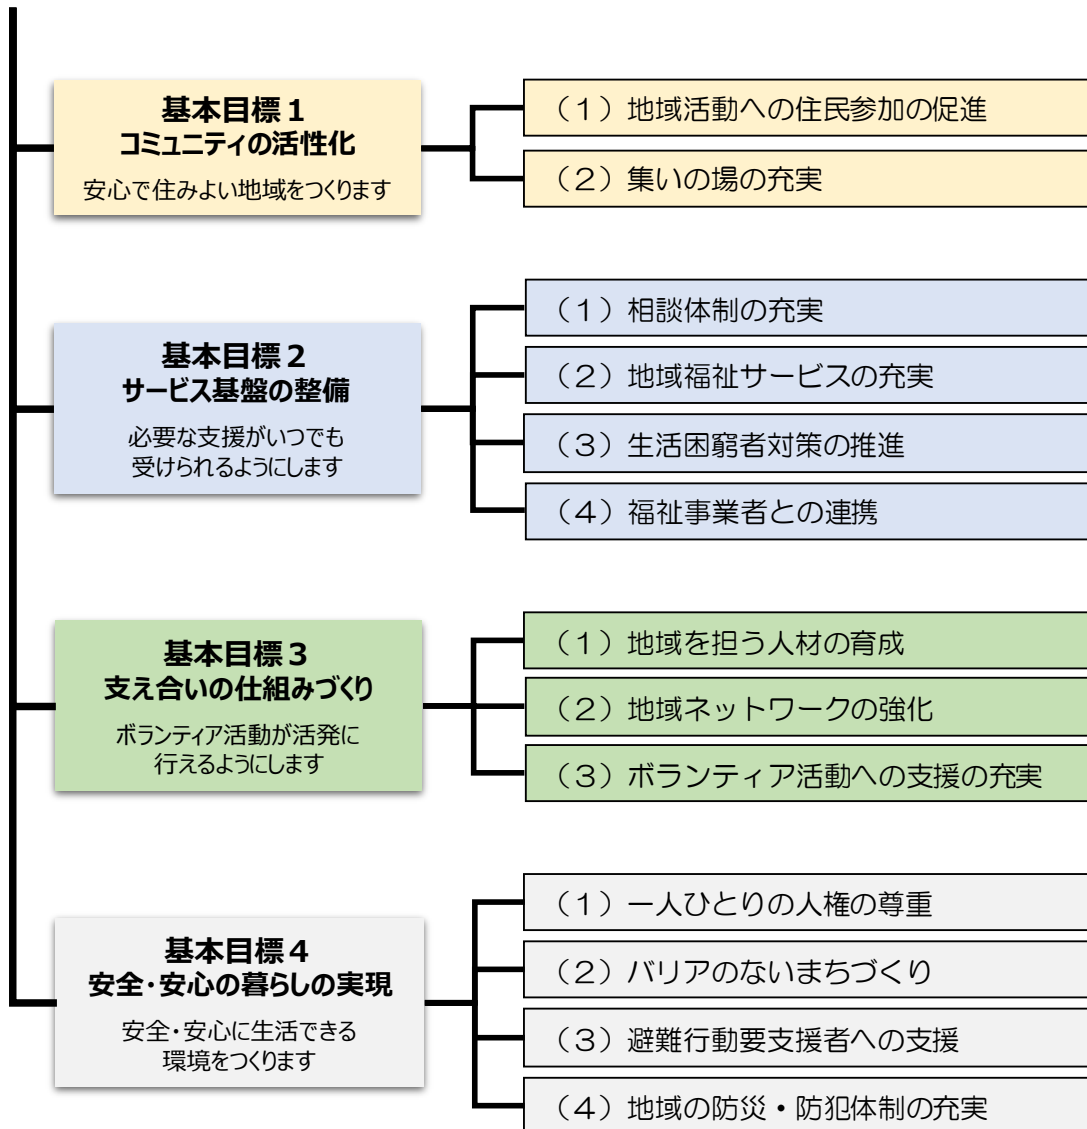 基本目標１
コミュニティの活性化
安心で住みよい地域をつくります
（１）地域活動への住民参加の促進
（２）集いの場の充実
基本目標２
サービス基盤の整備
必要な支援がいつでも
受けられるようにします
（１）相談体制の充実
（２）地域福祉サービスの充実
（３）生活困窮者対策の推進
（４）福祉事業者との連携
基本目標３
支え合いの仕組みづくり
ボランティア活動が活発に
行えるようにします
（１）地域を担う人材の育成
（２）地域ネットワークの強化
（３）ボランティア活動への支援の充実
基本目標４
安全・安心の暮らしの実現
安全・安心に生活できる
環境をつくります
（１）一人ひとりの人権の尊重
（２）バリアのないまちづくり
（３）避難行動要支援者への支援
（４）地域の防災・防犯体制の充実